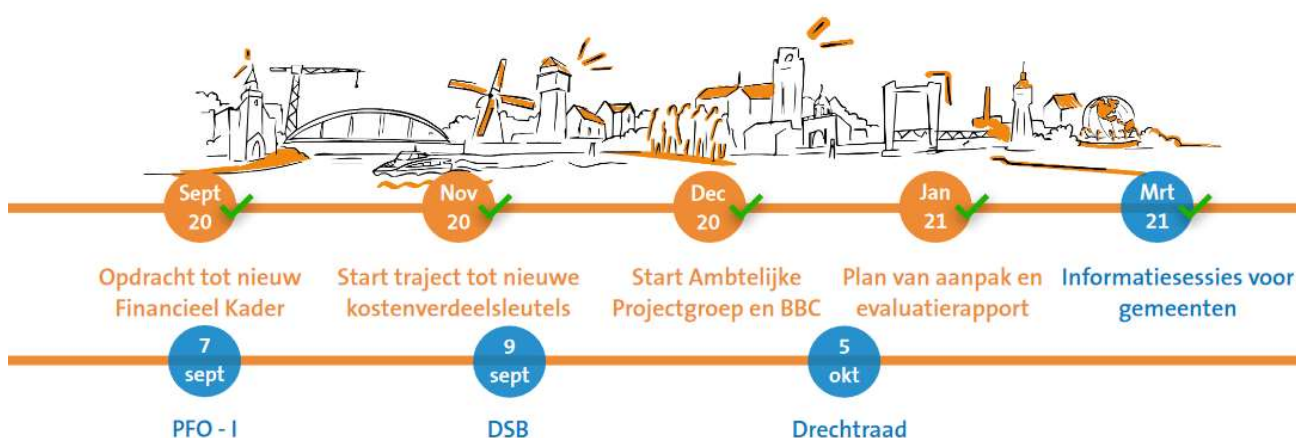 Sept
20
Nov
20
Dec
20
Jan
21
Mrt
21
Opdracht tot nieuw
Financieel Kader
Start traject tot nieuwe
kostenverdeelsleutels
Start Ambtelijke
Projectgroep en BBC
Plan van aanpak en
evaluatierapport
Informatiesessies voor
gemeenten
7
sept
9
sept
5
okt
PFO - I
DSB
Drechtraad